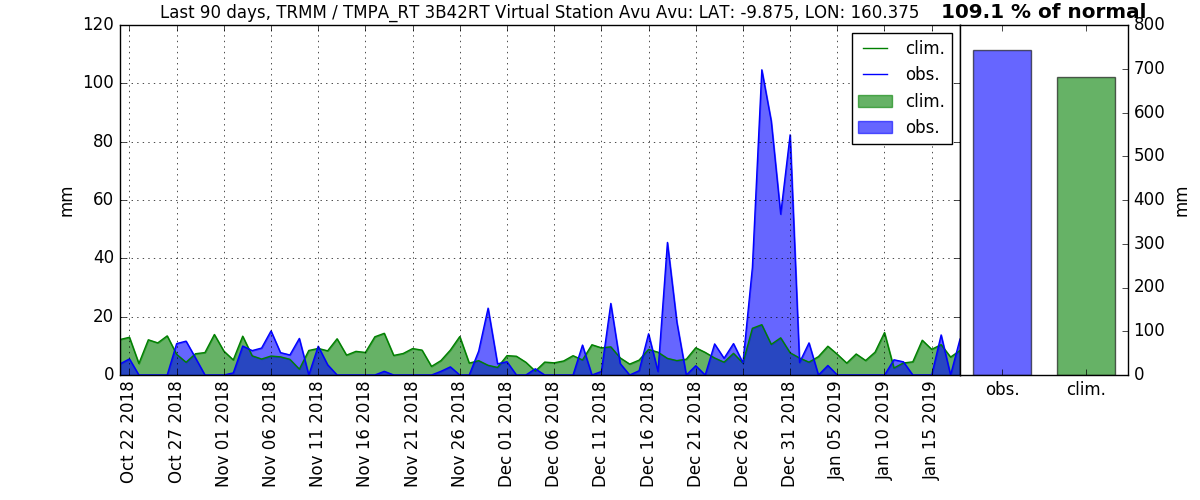 Last 90 days, TRMM / TMPA_RT 3B42RT Virtual Station Avu Avu: LAT: -9.875, LON: 160.375
109.1 % of normal
120
100
80
60
40
20
0
mm
clim.
obs.
clim.
obs.
Oct 22 2018
Oct 27 2018
Nov 01 2018
Nov 06 2018
Nov 11 2018
Nov 16 2018
Nov 21 2018
Nov 26 2018
Dec 01 2018
Dec 06 2018
Dec 11 2018
Dec 16 2018
Dec 21 2018
Dec 26 2018
Dec 31 2018
Jan 05 2019
Jan 10 2019
Jan 15 2019
800
700
600
500
400
300
200
100
0
mm
obs.
clim.